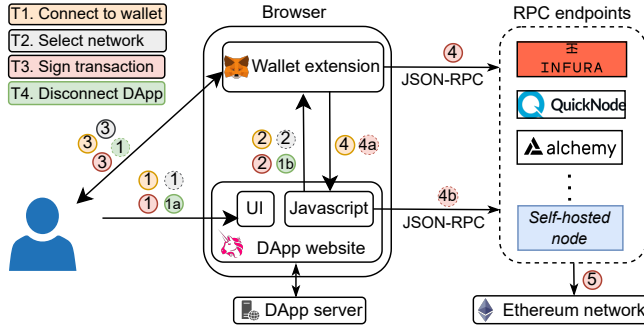 T1. Connect to wallet
T2. Select network
T3. Sign transaction
T4. Disconnect DApp
Browser
RPC endpoints
Wallet extension
4
JSON-RPC
INFURA
QuickNode
alchemy
Self-hosted
node
3
3
1
3
2
2
2
1b
4
4a
1
1
1
1a
UI
Javascript
DApp website
4b
JSON-RPC
5
DApp server
Ethereum network